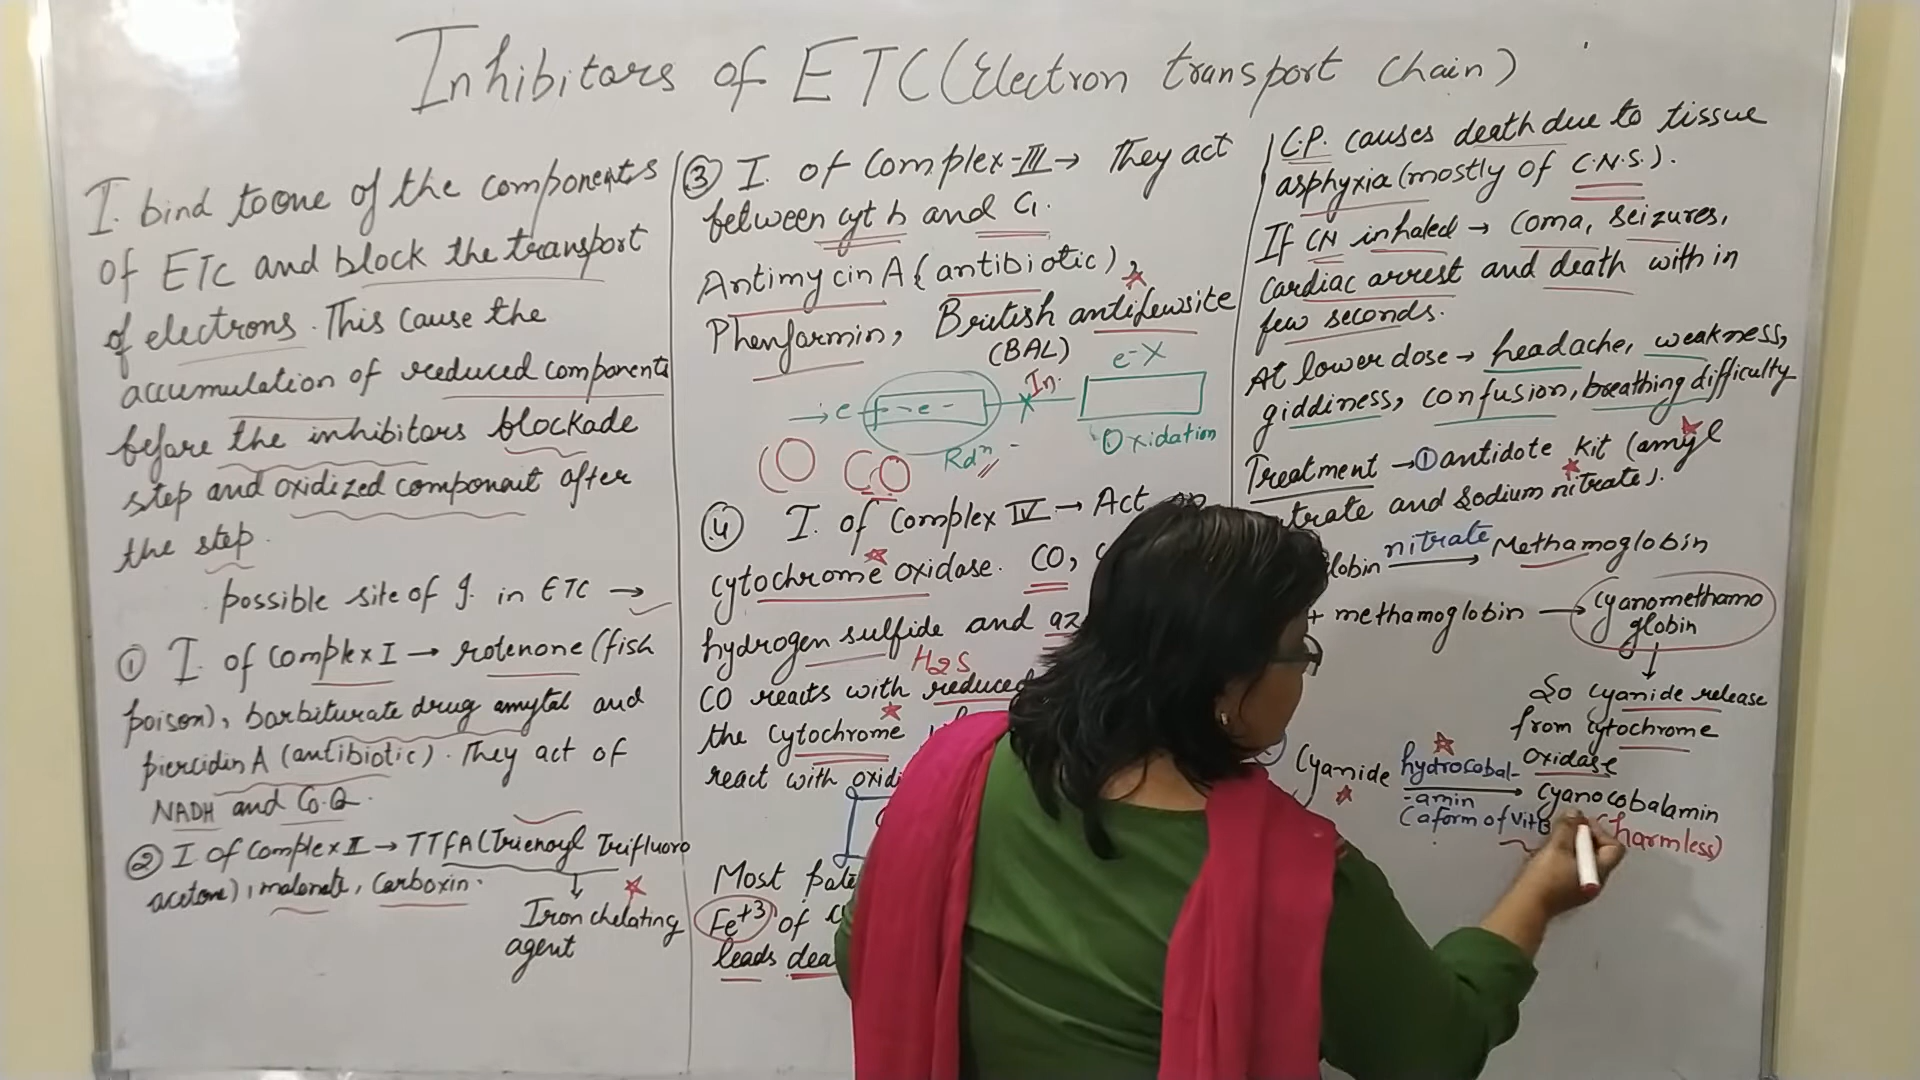 Inhibitors of ETC (Electron transport chain)
I. bind to one of the components
of ETC and block the transport
of electrons. This cause the
accumulation of reduced components
before the inhibitors blockade
step and oxidized componant after
the step.
possible site of I. in ETC →
① I. of Complex I → rotenone (fish
poison), barbiturate drug amytal and
piercidin A (antibiotic). They act of
NADH and Co.Q.
② I of Complex II → TTFA (Trienoyl Trifluoro
acetone), malonate, Carboxin.
Iron chelating
agent
③ I. of Complex-III → They act
between cyt b and C1.
Antimycin A (antibiotic),
Phenformin, British antilewsite
(BAL)
e-X
In.
→ e -e-
Oxidation
Rdⁿ
CO CO
④ I. of Complex IV → Act on
cytochrome oxidase. CO,
hydrogen sulfide and az
H2S
CO reacts with reduced
the cytochrome
react with oxidi
Most pote
Fe+3 of
leads dea
C.P. causes death due to tissue
asphyxia (mostly of C.N.S.).
If CN inhaled → Coma, seizures,
cardiac arrest and death with in
few seconds.
At lower dose → headache, weakness,
giddiness, confusion, breathing difficulty
Treatment → ① antidote kit (amyl
trate and sodium nitrate).
lobin nitrate → Methamoglobin
+ methamoglobin → cyanomethamo
globin
↓
So cyanide release
from cytochrome
oxidase
Cyanide hydrocobal- → cyanocobalamin
-amin
(a form of Vit B (harmless)